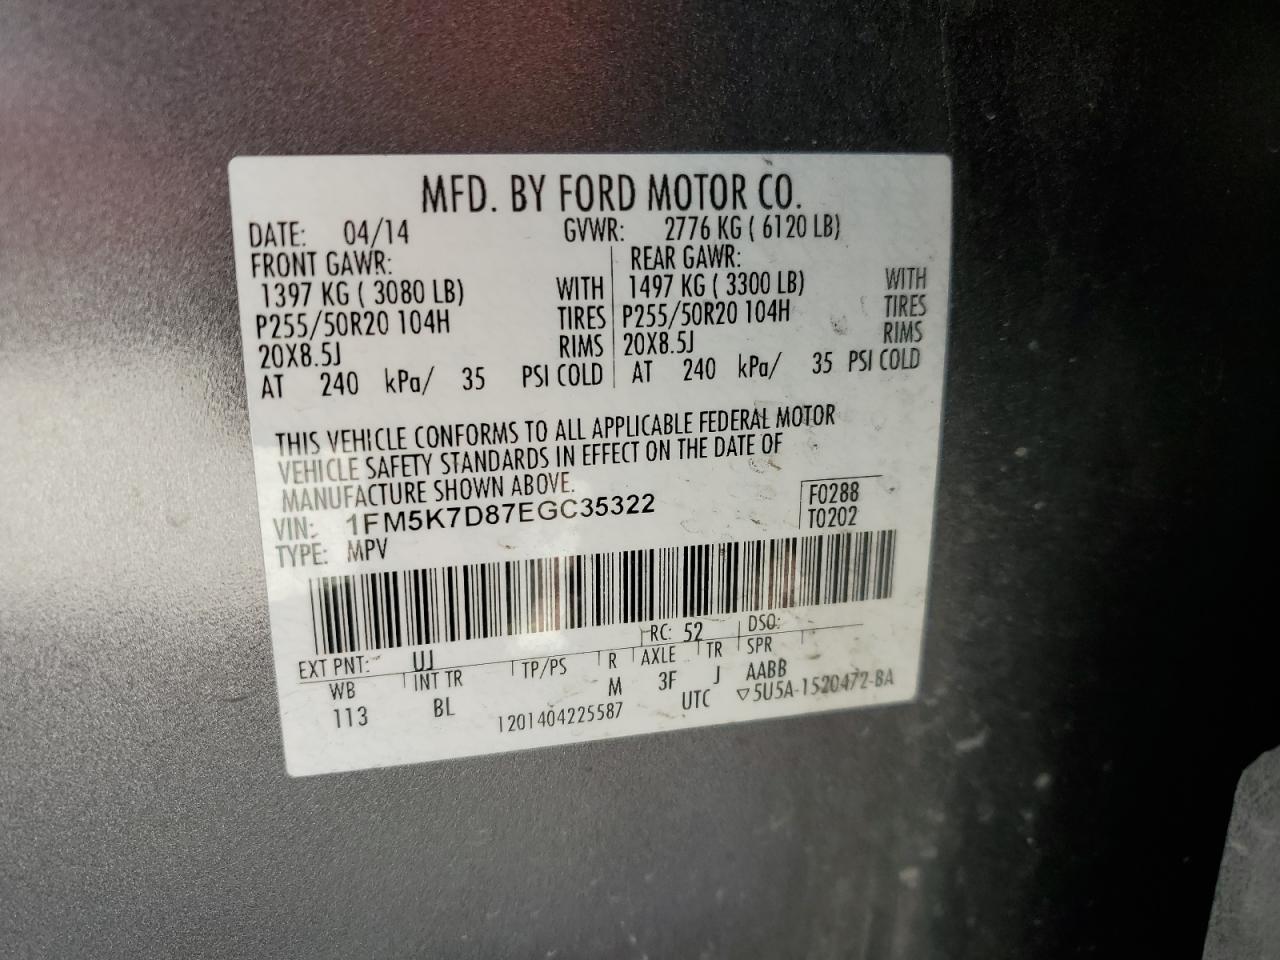 MFD. BY FORD MOTOR CO.
DATE: 04/14 GVWR: 2776 KG ( 6120 LB)
FRONT GAWR: REAR GAWR:
1397 KG ( 3080 LB) WITH 1497 KG ( 3300 LB) WITH
P255/50R20 104H TIRES P255/50R20 104H TIRES
20X8.5J RIMS 20X8.5J RIMS
AT 240 kPa/ 35 PSI COLD AT 240 kPa/ 35 PSI COLD
THIS VEHICLE CONFORMS TO ALL APPLICABLE FEDERAL MOTOR
VEHICLE SAFETY STANDARDS IN EFFECT ON THE DATE OF
MANUFACTURE SHOWN ABOVE.
VIN: 1FM5K7D87EGC35322 F0288
TYPE: MPV T0202
EXT PNT: UJ RC: 52 DSO:
WB INT TR TP/PS R AXLE TR SPR
113 BL M 3F J AABB
1201404225587 UTC ▽5U5A-1520472-BA